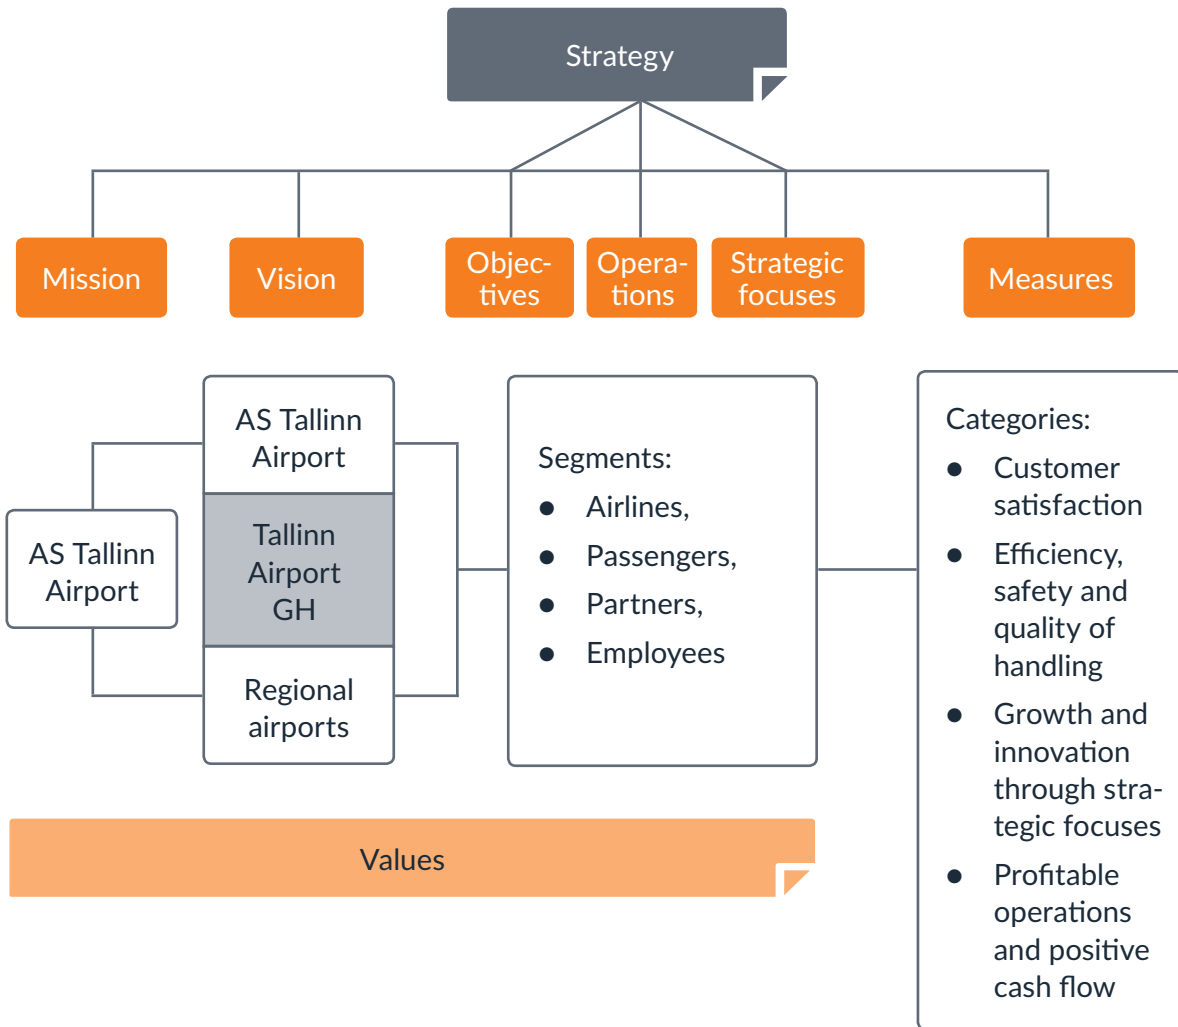 Strategy
Mission
Vision
Objec-
tives
Opera-
tions
Strategic
focuses
Measures
AS Tallinn
Airport
AS Tallinn
Airport
Tallinn
Airport
GH
Regional
airports
Segments:
● Airlines,
● Passengers,
● Partners,
● Employees
Categories:
● Customer
satisfaction
● Efficiency,
safety and
quality of
handling
● Growth and
innovation
through stra-
tegic focuses
● Profitable
operations
and positive
cash flow
Values